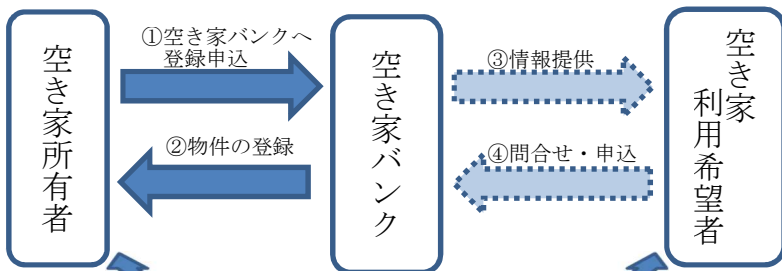 空き家所有者
①空き家バンクへ
登録申込
②物件の登録
空き家バンク
③情報提供
④問合せ・申込
空き家
利用希望者